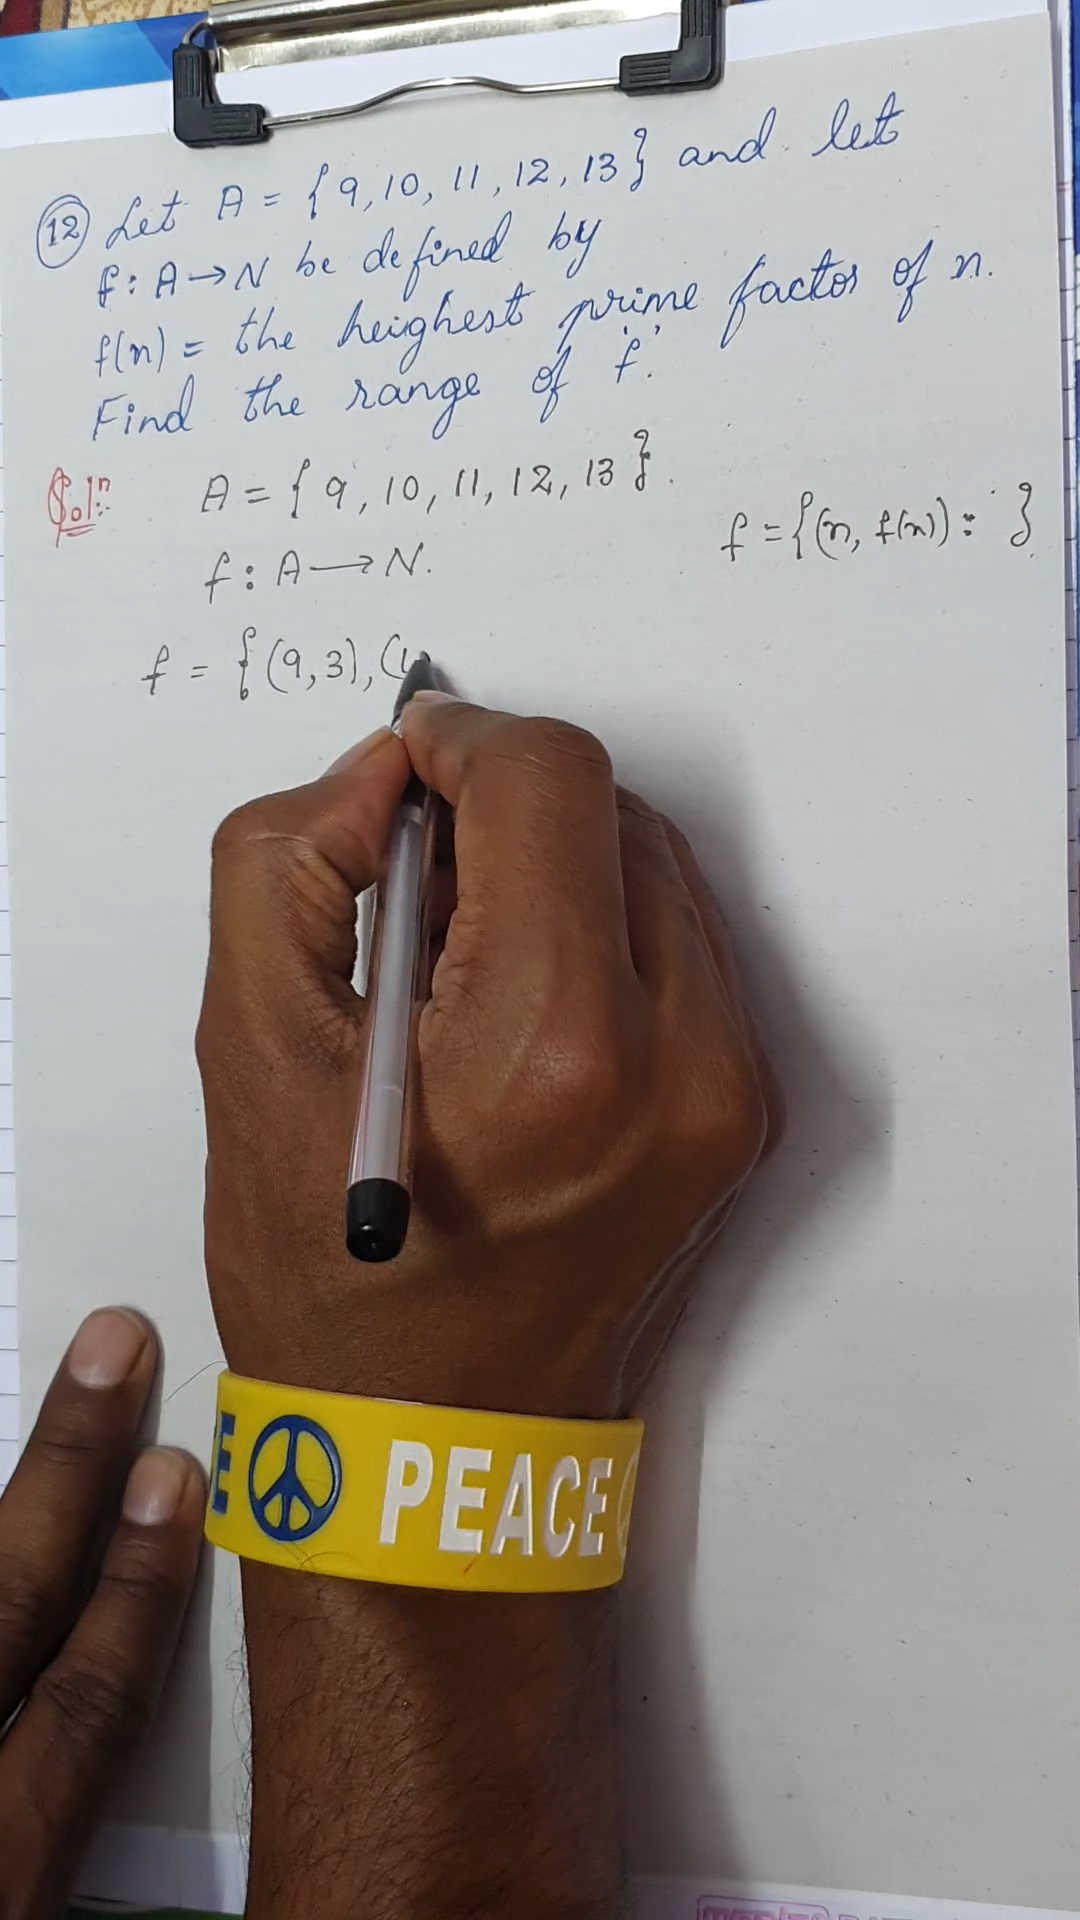 12 Let A = {9, 10, 11, 12, 13} and let
f : A → N be defined by
f(n) = the heighest prime factor of n.
Find the range of 'f'.
Soln:- A = {9, 10, 11, 12, 13}.
f : A → N.
f = {(n, f(n)) : }
f = {(9, 3), (1
E PEACE